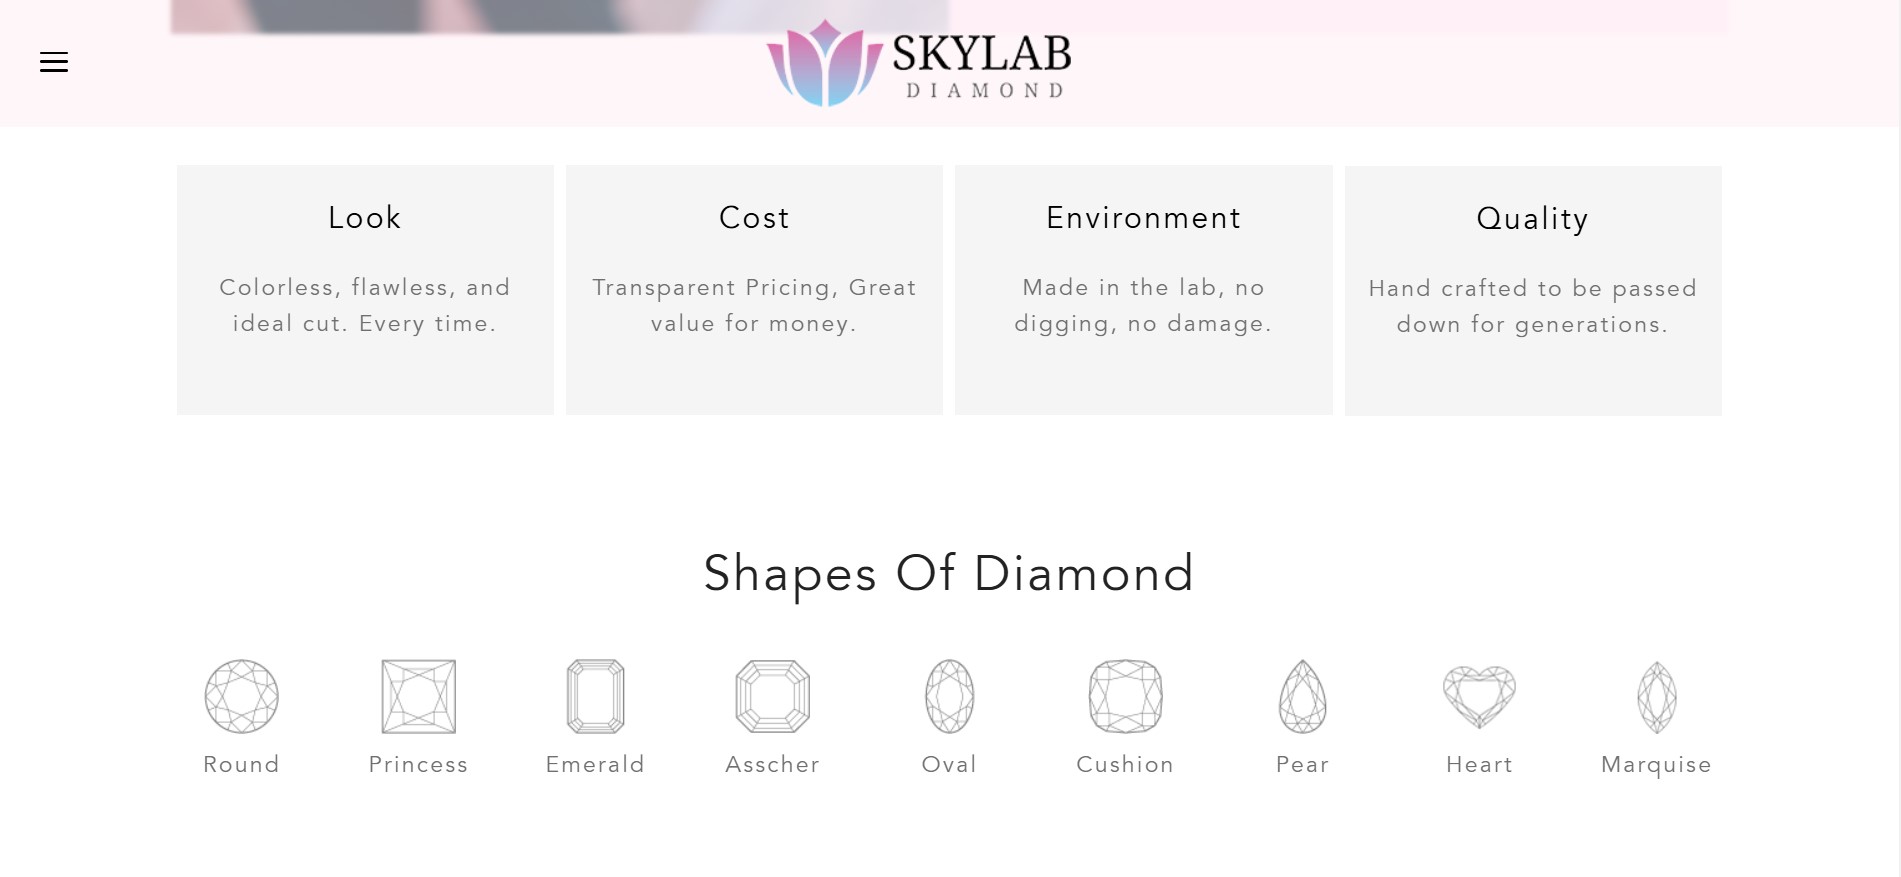 SKYLAB
DIAMOND
Look
Colorless, flawless, and
ideal cut. Every time.
Cost
Transparent Pricing, Great
value for money.
Environment
Made in the lab, no
digging, no damage.
Quality
Hand crafted to be passed
down for generations.
Shapes Of Diamond
Round
Princess
Emerald
Asscher
Oval
Cushion
Pear
Heart
Marquise